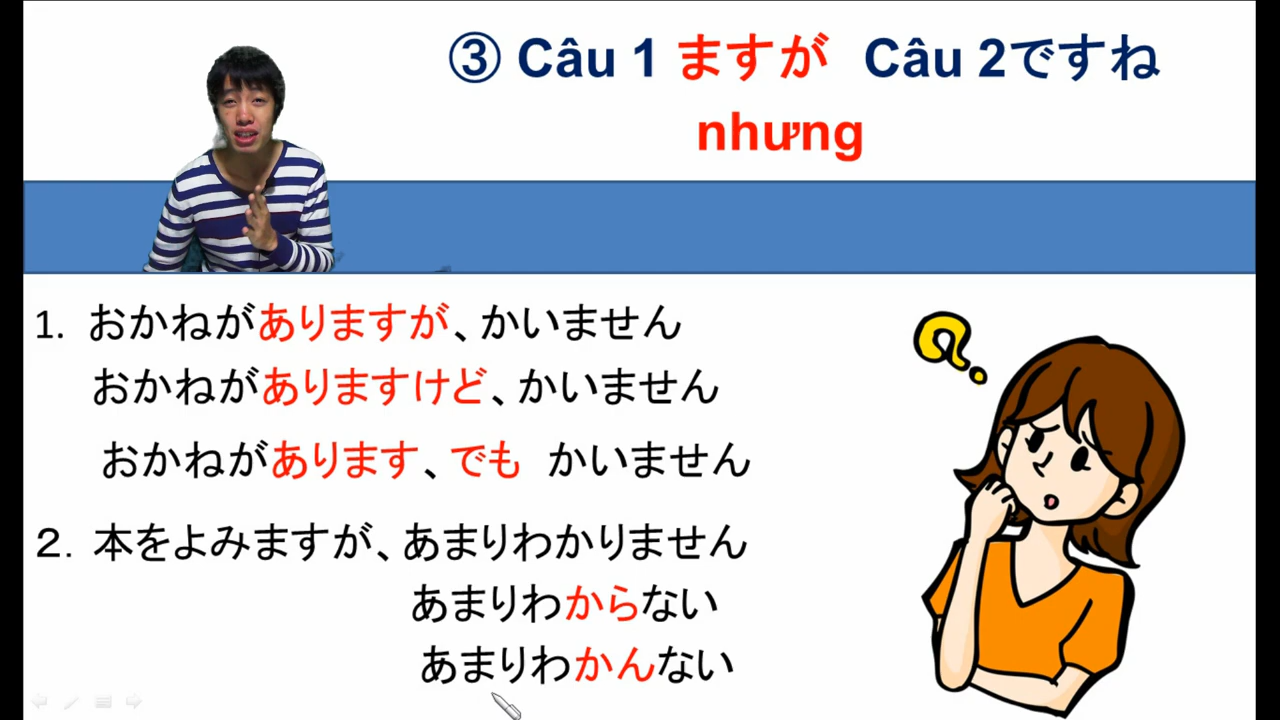 ③ Câu 1 ますが Câu 2ですね
nhưng
1. おかねがありますが、かいません
おかねがありますけど、かいません
おかねがあります、でも かいません
２. 本をよみますが、あまりわかりません
あまりわからない
あまりわかんない